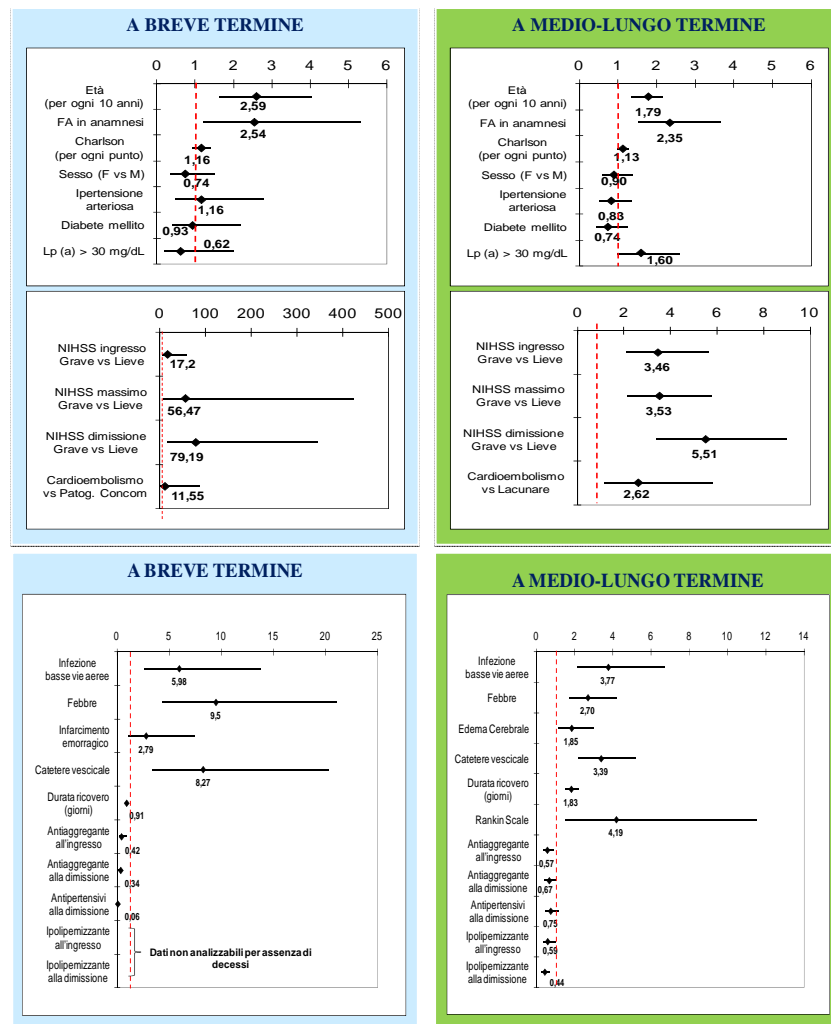 A BREVE TERMINE
0 1 2 3 4 5 6
Età
(per ogni 10 anni)
2,59
FA in anamnesi
2,54
Charlson
(per ogni punto)
1,16
Sesso (F vs M)
0,74
Ipertensione
arteriosa
1,16
Diabete mellito
0,93
Lp (a) > 30 mg/dL
0,62
0 100 200 300 400 500
NIHSS ingresso
Grave vs Lieve
17,2
NIHSS massimo
Grave vs Lieve
56,47
NIHSS dimissione
Grave vs Lieve
79,19
Cardioembolismo
vs Patog. Concom
11,55
A MEDIO-LUNGO TERMINE
0 1 2 3 4 5 6
Età
(per ogni 10 anni)
1,79
FA in anamnesi
2,35
Charlson
(per ogni punto)
1,13
Sesso (F vs M)
0,90
Ipertensione
arteriosa
0,83
Diabete mellito
0,74
Lp (a) > 30 mg/dL
1,60
0 2 4 6 8 10
NIHSS ingresso
Grave vs Lieve
3,46
NIHSS massimo
Grave vs Lieve
3,53
NIHSS dimissione
Grave vs Lieve
5,51
Cardioembolismo
vs Lacunare
2,62
A BREVE TERMINE
0 5 10 15 20 25
Infezione
basse vie aeree
5,98
Febbre
9,5
Infarcimento
emorragico
2,79
Catetere vescicale
8,27
Durata ricovero
(giorni)
0,91
Antiaggregante
all'ingresso
0,42
Antiaggregante
alla dimissione
0,34
Antipertensivi
alla dimissione
0,06
Ipolipemizzante
all'ingresso
Ipolipemizzante
alla dimissione
Dati non analizzabili per assenza di
decessi
A MEDIO-LUNGO TERMINE
0 2 4 6 8 10 12 14
Infezione
basse vie aeree
3,77
Febbre
2,70
Edema Cerebrale
1,85
Catetere vescicale
3,39
Durata ricovero
(giorni)
1,83
Rankin Scale
4,19
Antiaggregante
all'ingresso
0,57
Antiaggregante
alla dimissione
0,67
Antipertensivi
alla dimissione
0,75
Ipolipemizzante
all'ingresso
0,59
Ipolipemizzante
alla dimissione
0,44